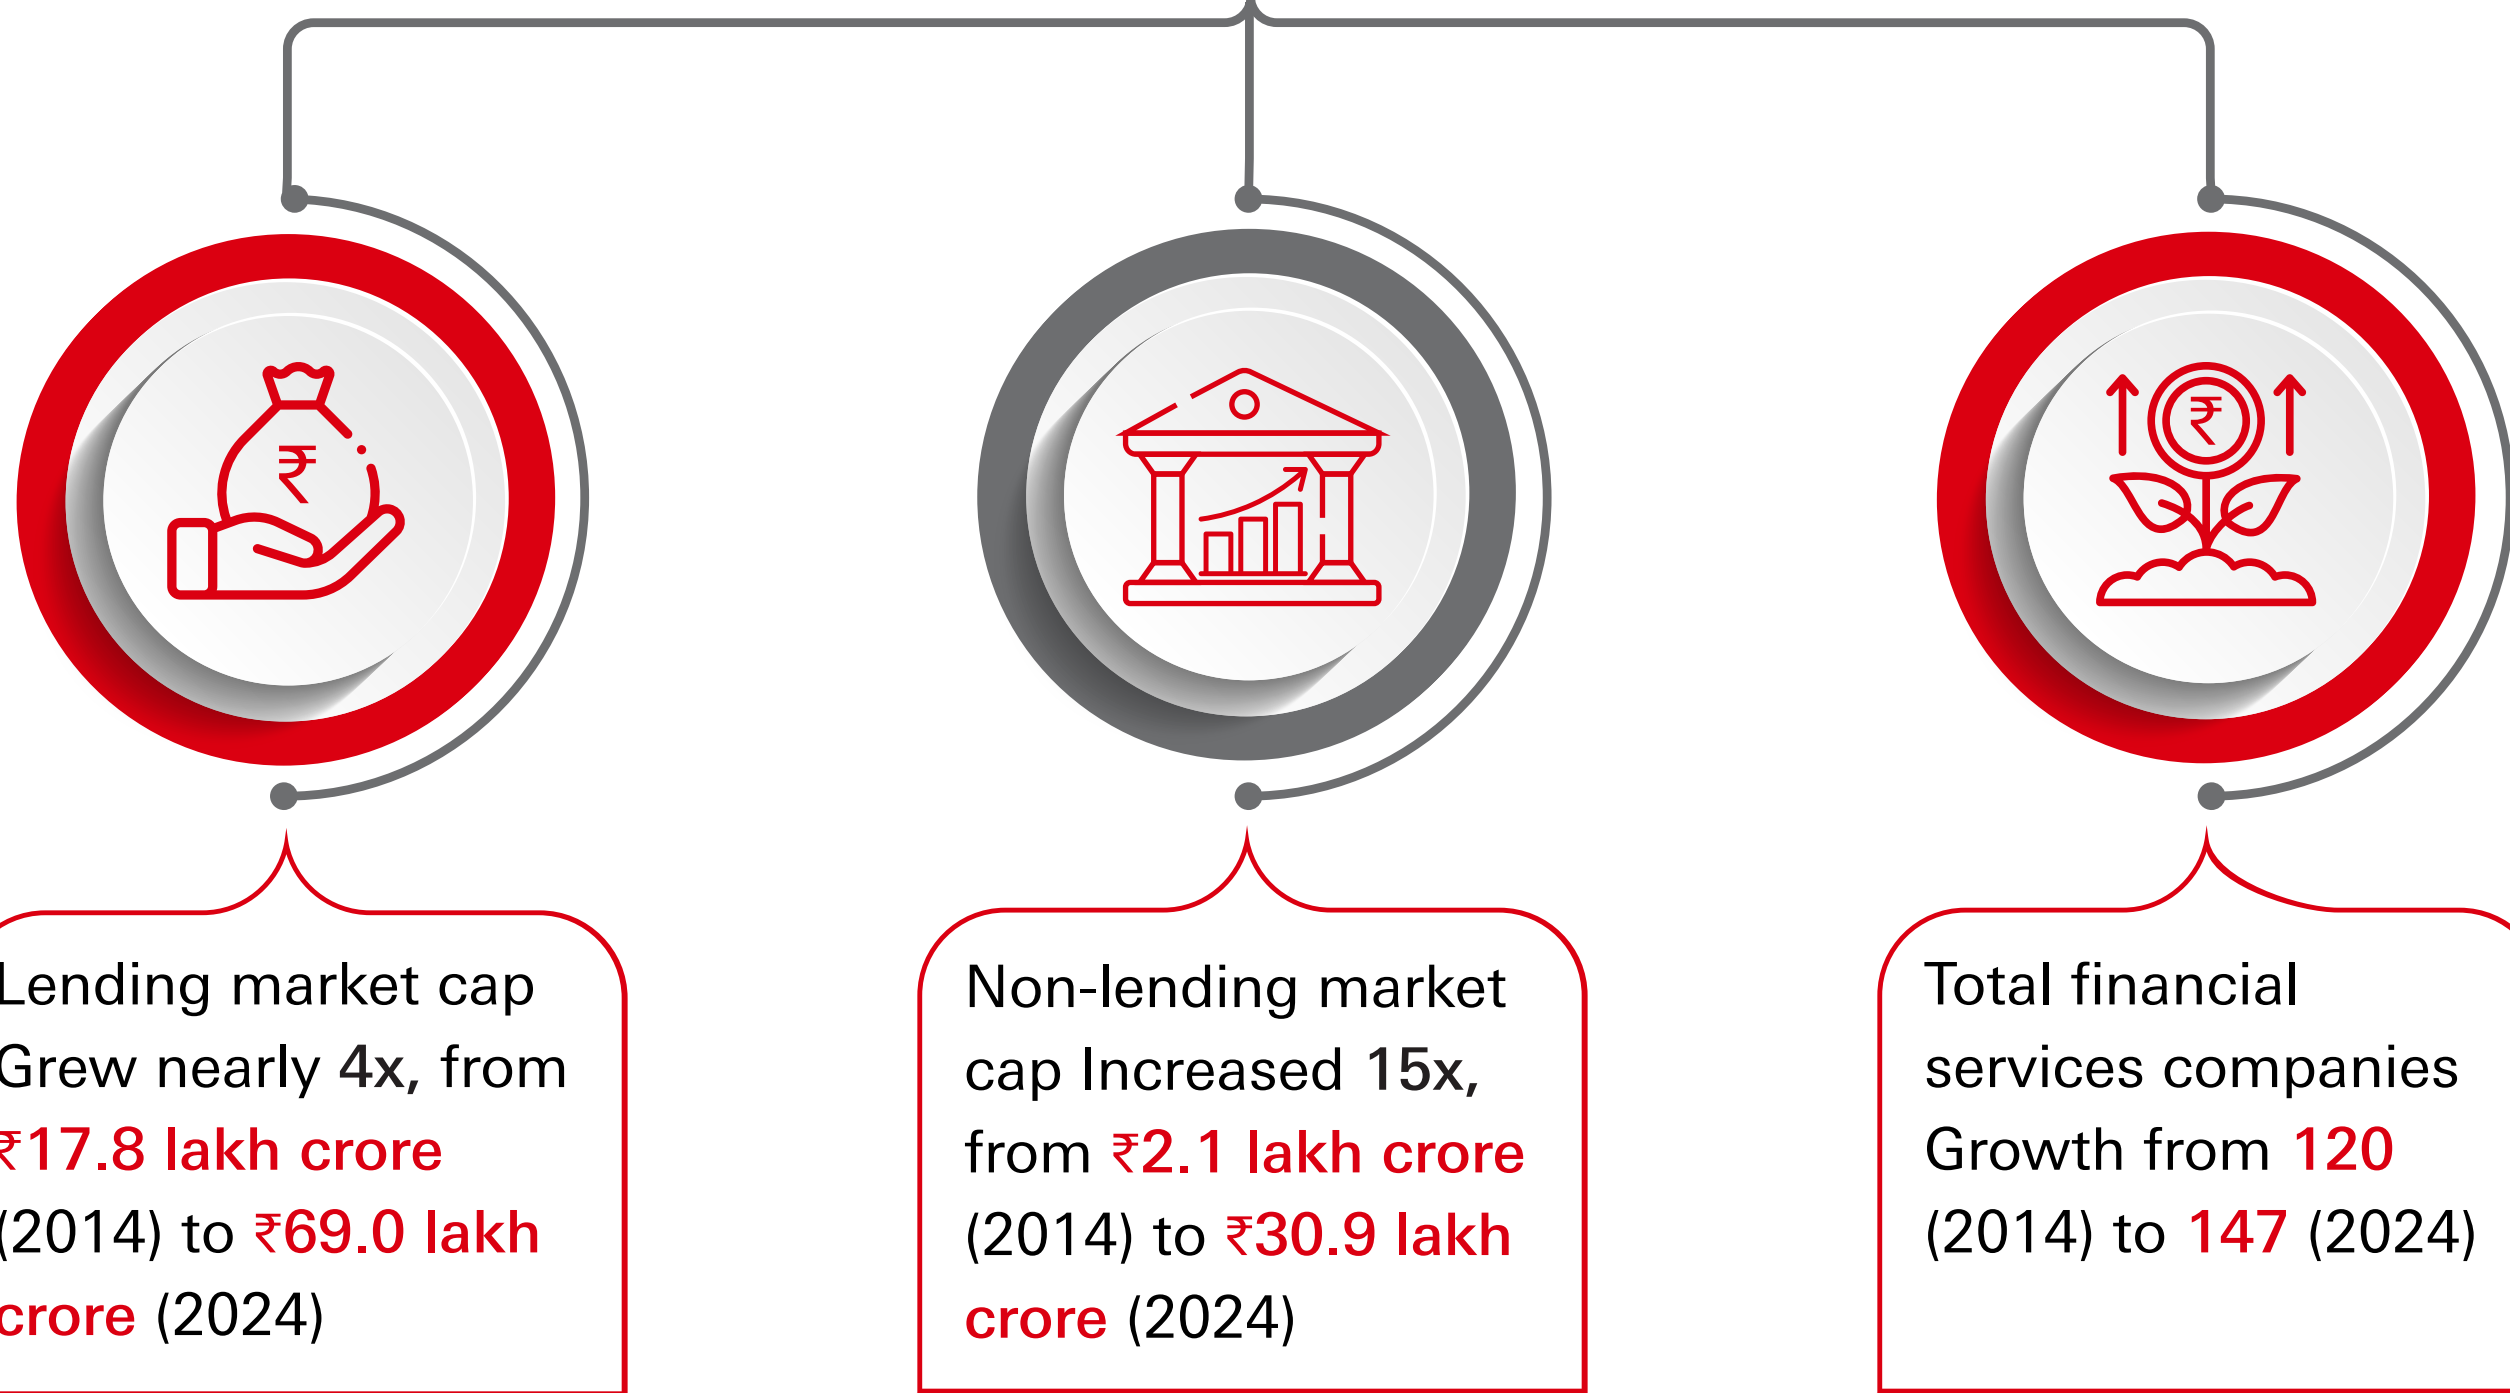 Lending market cap
Grew nearly 4x, from
₹17.8 lakh crore
(2014) to ₹69.0 lakh
crore (2024)
Non-lending market
cap Increased 15x,
from ₹2.1 lakh crore
(2014) to ₹30.9 lakh
crore (2024)
Total financial
services companies
Growth from 120
(2014) to 147 (2024)